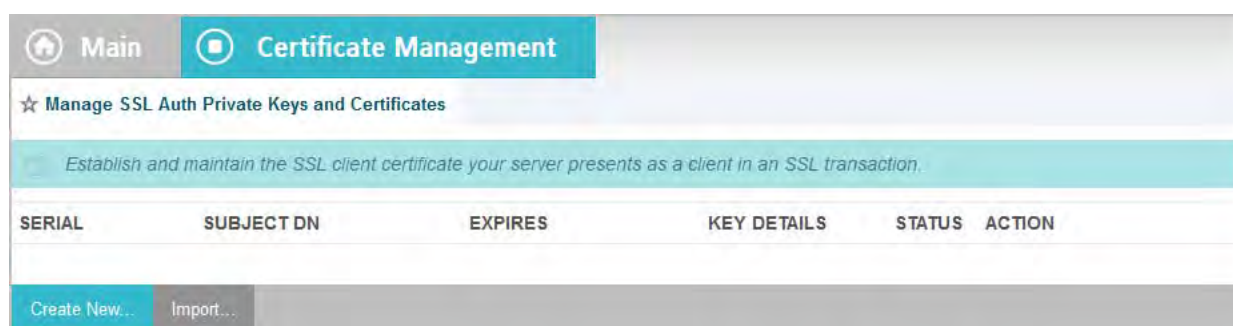 Main Certificate Management
Manage SSL Auth Private Keys and Certificates
Establish and maintain the SSL client certificate your server presents as a client in an SSL transaction.
SERIAL SUBJECT DN EXPIRES KEY DETAILS STATUS ACTION
Create New... Import...